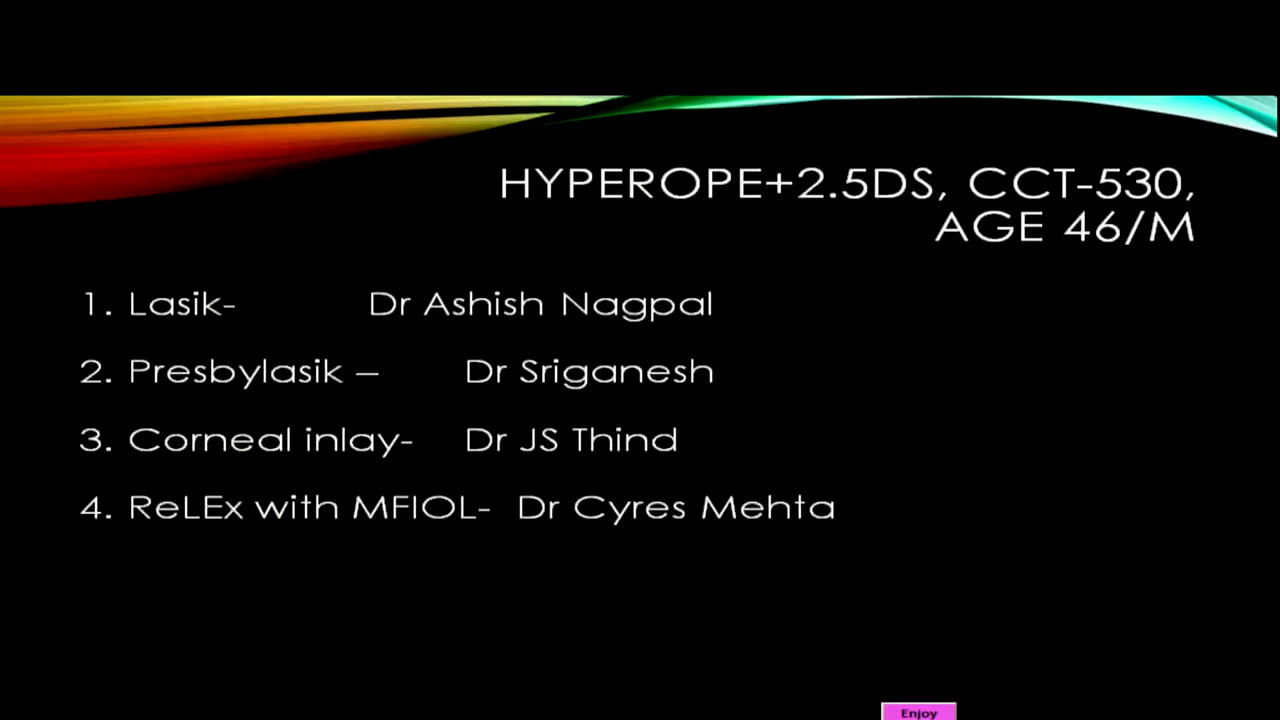 HYPEROPE+2.5DS, CCT-530,
AGE 46/M
1. Lasik- Dr Ashish Nagpal
2. Presbylasik – Dr Sriganesh
3. Corneal inlay- Dr JS Thind
4. ReLEx with MFIOL- Dr Cyres Mehta
Enjoy